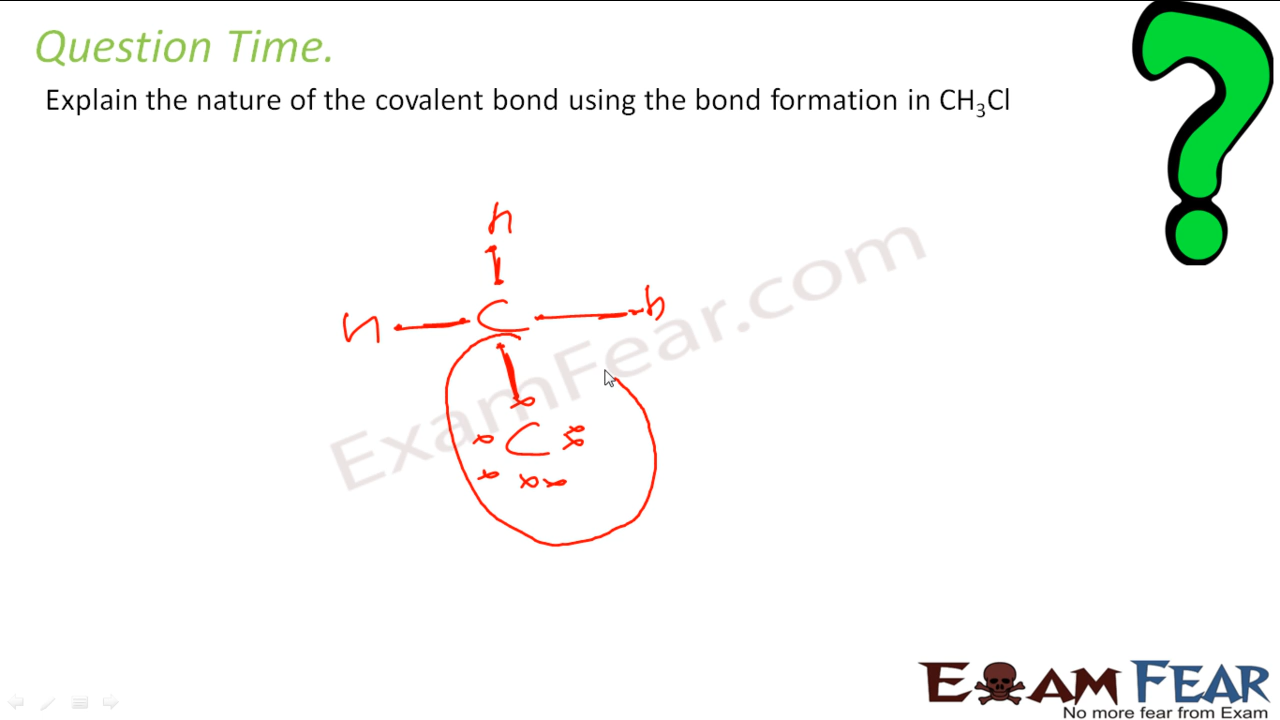 Question Time.
Explain the nature of the covalent bond using the bond formation in CH₃Cl
h
h C h
C
ExamFear.com
EXAM FEAR
No more fear from Exam